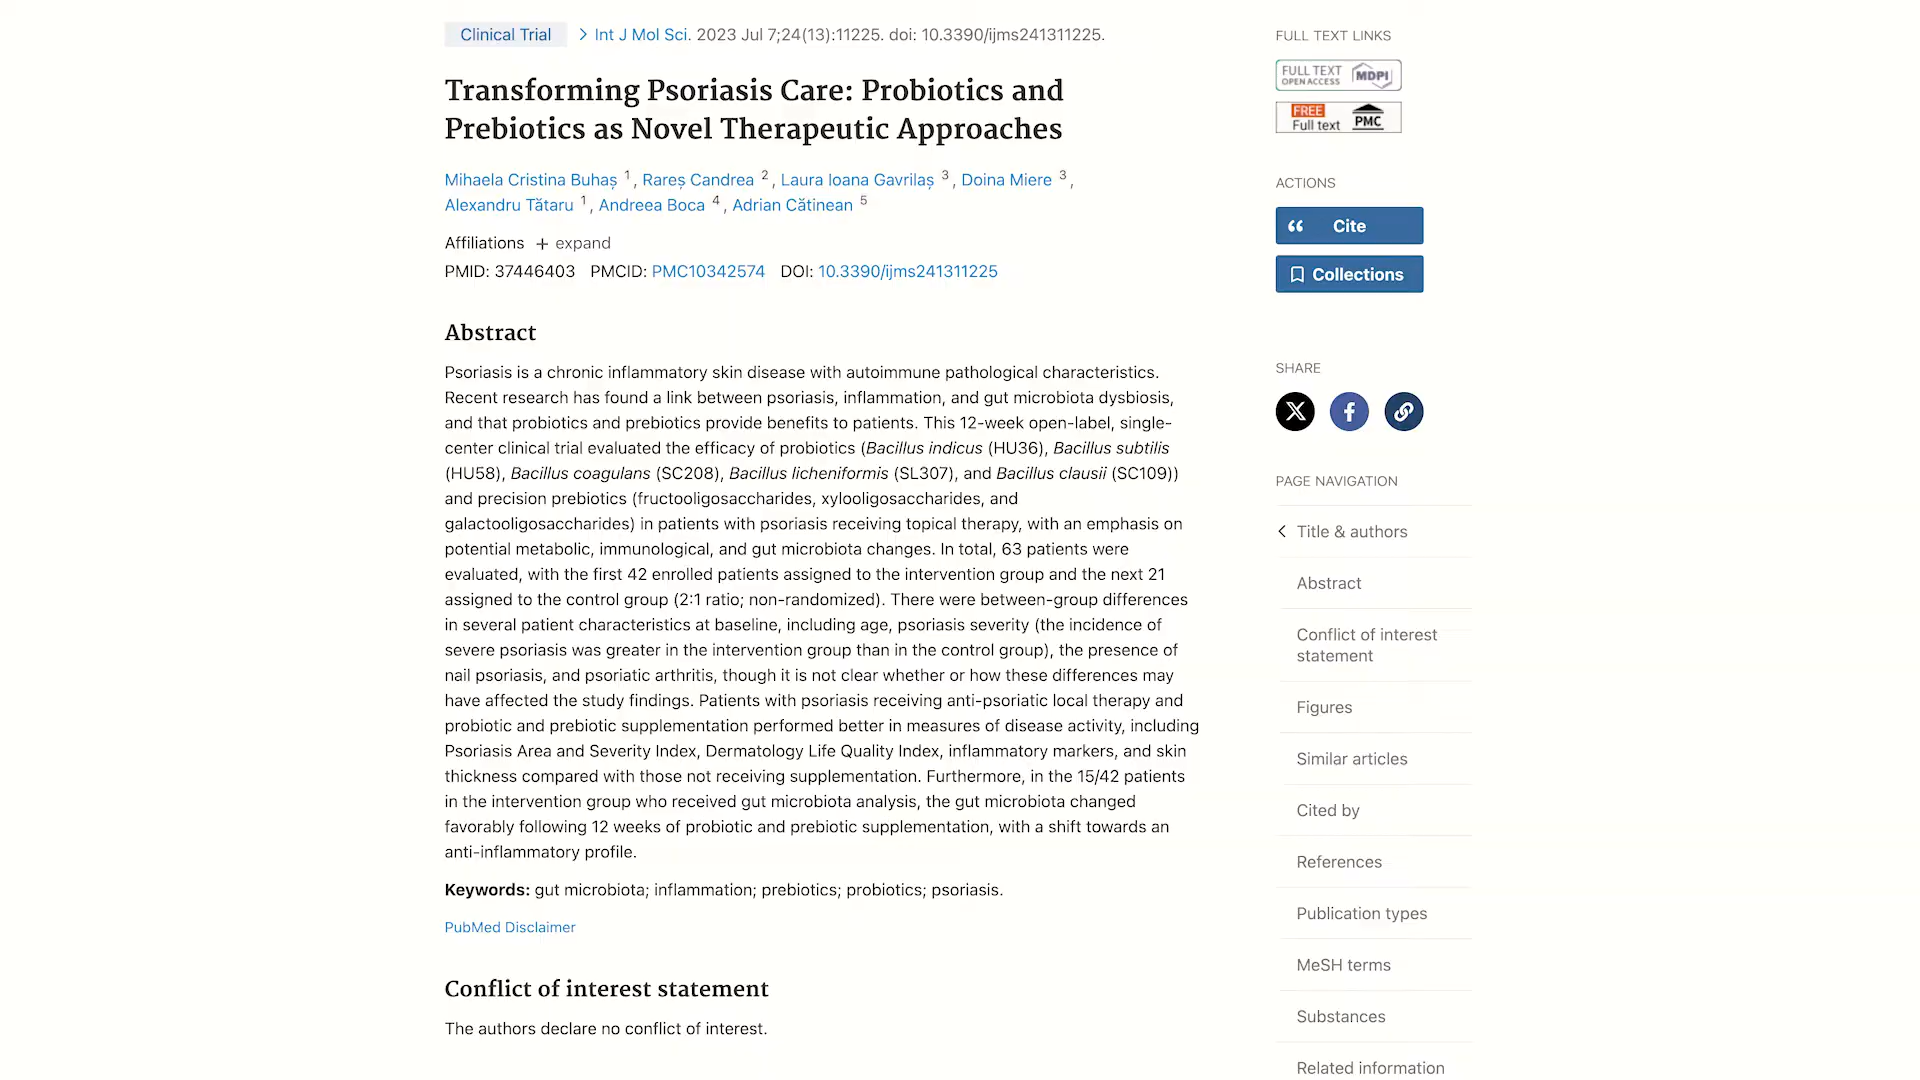 Clinical Trial > Int J Mol Sci. 2023 Jul 7;24(13):11225. doi: 10.3390/ijms241311225.
Transforming Psoriasis Care: Probiotics and
Prebiotics as Novel Therapeutic Approaches
Mihaela Cristina Buhaș 1, Rareș Candrea 2, Laura Ioana Gavrilaș 3, Doina Miere 3,
Alexandru Tătaru 1, Andreea Boca 4, Adrian Cătinean 5
Affiliations + expand
PMID: 37446403 PMCID: PMC10342574 DOI: 10.3390/ijms241311225
Abstract
Psoriasis is a chronic inflammatory skin disease with autoimmune pathological characteristics.
Recent research has found a link between psoriasis, inflammation, and gut microbiota dysbiosis,
and that probiotics and prebiotics provide benefits to patients. This 12-week open-label, single-
center clinical trial evaluated the efficacy of probiotics (Bacillus indicus (HU36), Bacillus subtilis
(HU58), Bacillus coagulans (SC208), Bacillus licheniformis (SL307), and Bacillus clausii (SC109))
and precision prebiotics (fructooligosaccharides, xylooligosaccharides, and
galactooligosaccharides) in patients with psoriasis receiving topical therapy, with an emphasis on
potential metabolic, immunological, and gut microbiota changes. In total, 63 patients were
evaluated, with the first 42 enrolled patients assigned to the intervention group and the next 21
assigned to the control group (2:1 ratio; non-randomized). There were between-group differences
in several patient characteristics at baseline, including age, psoriasis severity (the incidence of
severe psoriasis was greater in the intervention group than in the control group), the presence of
nail psoriasis, and psoriatic arthritis, though it is not clear whether or how these differences may
have affected the study findings. Patients with psoriasis receiving anti-psoriatic local therapy and
probiotic and prebiotic supplementation performed better in measures of disease activity, including
Psoriasis Area and Severity Index, Dermatology Life Quality Index, inflammatory markers, and skin
thickness compared with those not receiving supplementation. Furthermore, in the 15/42 patients
in the intervention group who received gut microbiota analysis, the gut microbiota changed
favorably following 12 weeks of probiotic and prebiotic supplementation, with a shift towards an
anti-inflammatory profile.
Keywords: gut microbiota; inflammation; prebiotics; probiotics; psoriasis.
PubMed Disclaimer
Conflict of interest statement
The authors declare no conflict of interest.
FULL TEXT LINKS
FULL TEXT
OPEN ACCESS
MDPI
FREE
Full text
PMC
ACTIONS
Cite
Collections
SHARE
PAGE NAVIGATION
Title & authors
Abstract
Conflict of interest
statement
Figures
Similar articles
Cited by
References
Publication types
MeSH terms
Substances
Related information